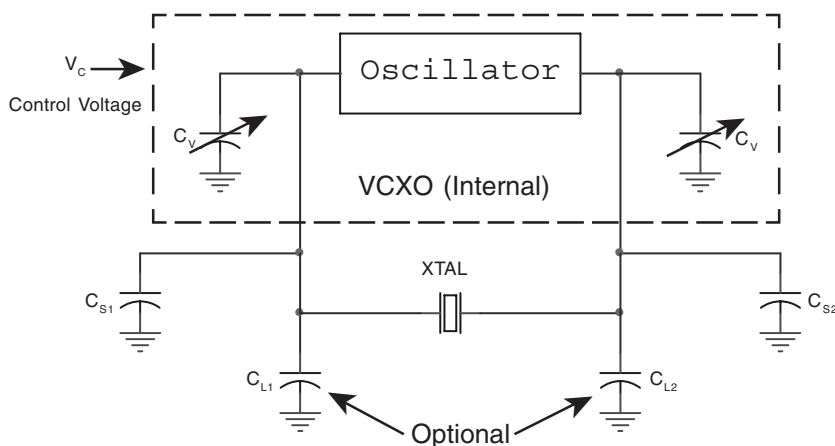 V_C
Control Voltage
Oscillator
C_V
C_V
VCXO (Internal)
XTAL
C_S1
C_S2
C_L1
C_L2
Optional